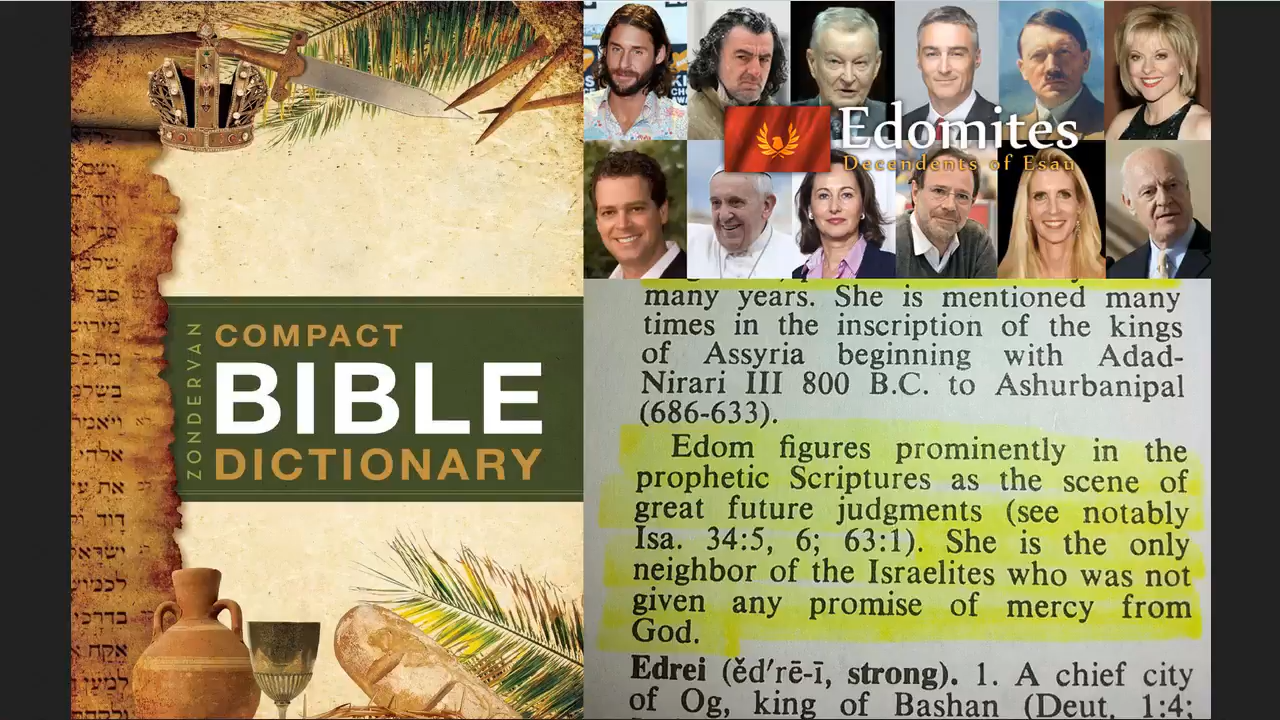 ויאמר
אלהי
דוד
בדרכי
ZONDERVAN
COMPACT
BIBLE
DICTIONARY
Edomites
Decendents of Esau
many years. She is mentioned many
times in the inscription of the kings
of Assyria beginning with Adad-
Nirari III 800 B.C. to Ashurbanipal
(686-633).
Edom figures prominently in the
prophetic Scriptures as the scene of
great future judgments (see notably
Isa. 34:5, 6; 63:1). She is the only
neighbor of the Israelites who was not
given any promise of mercy from
God.
Edrei (ĕd'rē-ī, strong). 1. A chief city
of Og, king of Bashan (Deut, 1:4;